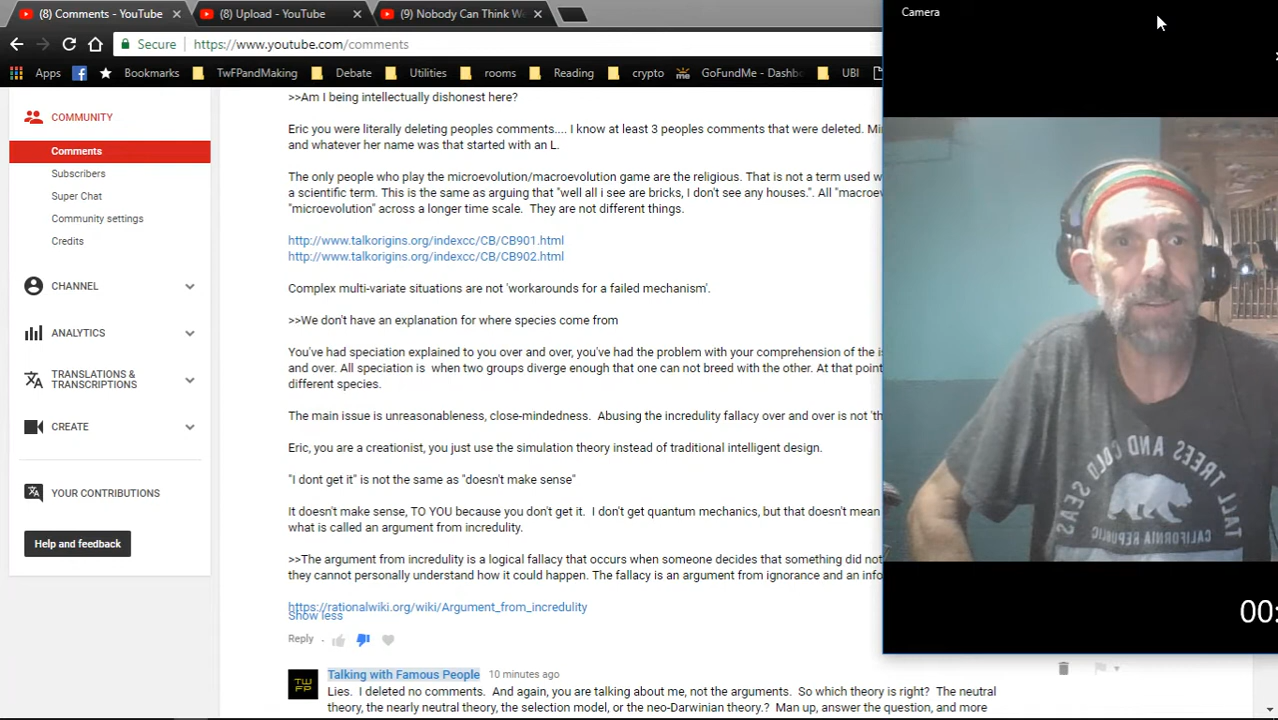 (8) Comments - YouTube
(8) Upload - YouTube
(9) Nobody Can Think W
Camera
Secure
https://www.youtube.com/comments
Apps
Bookmarks
TwFPandMaking
Debate
Utilities
rooms
Reading
crypto
GoFundMe - Dashb
UBI
COMMUNITY
Comments
Subscribers
Super Chat
Community settings
Credits
CHANNEL
ANALYTICS
TRANSLATIONS &
TRANSCRIPTIONS
CREATE
YOUR CONTRIBUTIONS
Help and feedback
>>Am I being intellectually dishonest here?
Eric you were literally deleting peoples comments.... I know at least 3 peoples comments that were deleted.
and whatever her name was that started with an L.
The only people who play the microevolution/macroevolution game are the religious. That is not a term used
a scientific term. This is the same as arguing that "well all i see are bricks, I don't see any houses.". All "macroev
"microevolution" across a longer time scale. They are not different things.
http://www.talkorigins.org/indexcc/CB/CB901.html
http://www.talkorigins.org/indexcc/CB/CB902.html
Complex multi-variate situations are not 'workarounds for a failed mechanism'.
>>We don't have an explanation for where species come from
You've had speciation explained to you over and over, you've had the problem with your comprehension of the is
and over. All speciation is when two groups diverge enough that one can not breed with the other. At that point
different species.
The main issue is unreasonableness, close-mindedness. Abusing the incredulity fallacy over and over is not 'th
Eric, you are a creationist, you just use the simulation theory instead of traditional intelligent design.
"I dont get it" is not the same as "doesn't make sense"
It doesn't make sense, TO YOU because you don't get it. I don't get quantum mechanics, but that doesn't mean
what is called an argument from incredulity.
>>The argument from incredulity is a logical fallacy that occurs when someone decides that something did not
they cannot personally understand how it could happen. The fallacy is an argument from ignorance and an info
https://rationalwiki.org/wiki/Argument_from_incredulity
Show less
Reply
TW
FP
Talking with Famous People 10 minutes ago
Lies. I deleted no comments. And again, you are talking about me, not the arguments. So which theory is right? The neutral
theory, the nearly neutral theory, the selection model, or the neo-Darwinian theory.? Man up, answer the question, and more
TALL TREES AND COLD SEAS
CALIFORNIA REPUBLIC
00: